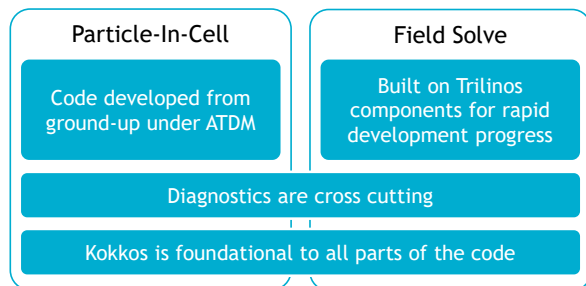 Particle-In-Cell
Field Solve
Code developed from
ground-up under ATDM
Built on Trilinos
components for rapid
development progress
Diagnostics are cross cutting
Kokkos is foundational to all parts of the code